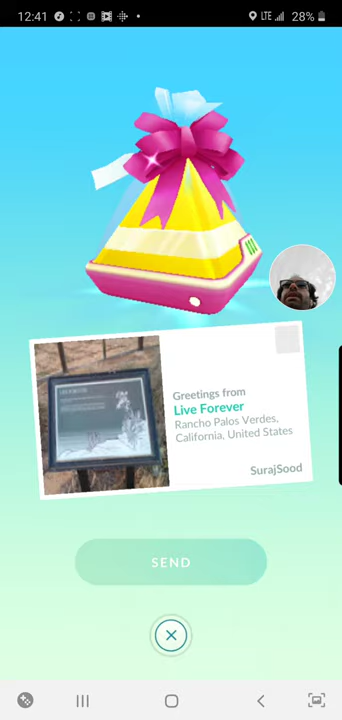 12:41
LTE
28%
Greetings from
Live Forever
Rancho Palos Verdes,
California, United States
SurajSood
SEND